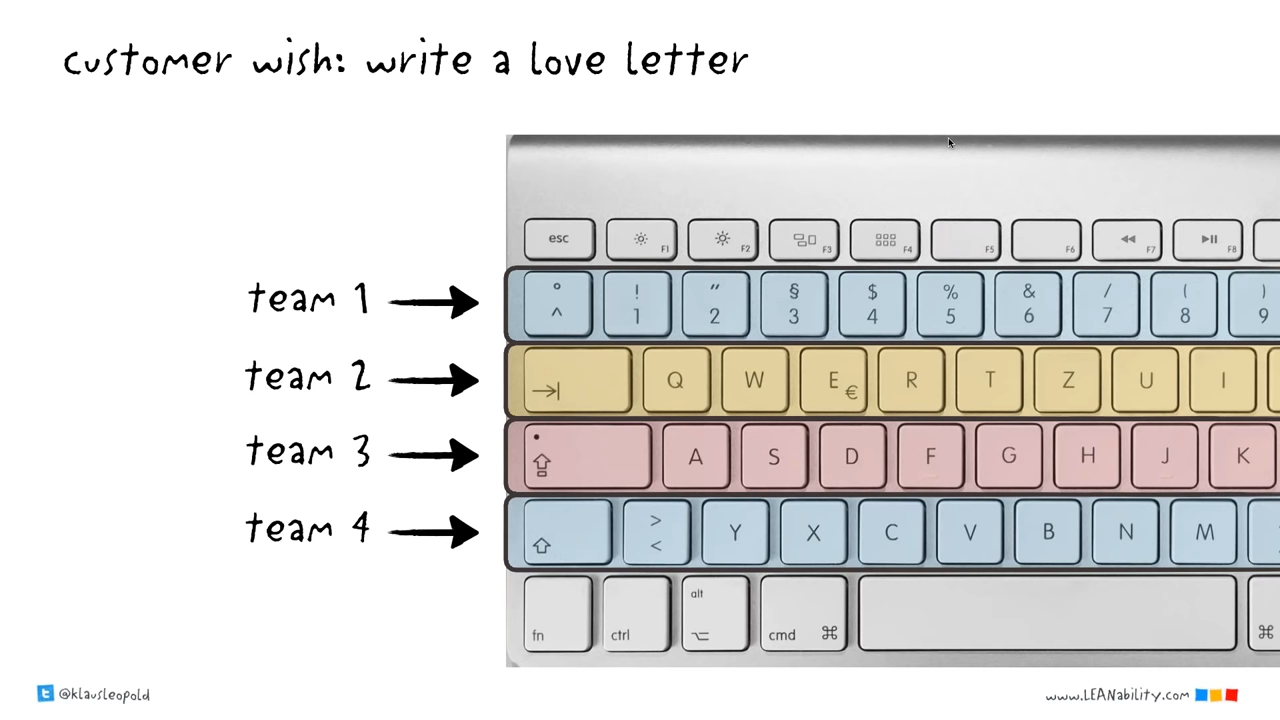 customer wish: write a love letter
esc F1 F2 F3 F4 F5 F6 F7 F8
team 1
° ! " § $ % & / ( )
^ 1 2 3 4 5 6 7 8 9
team 2
Q W E € R T Z U I
team 3
A S D F G H J K
team 4
> < Y X C V B N M
fn ctrl alt cmd ⌘ ⌘
@klausleopold
www.LEANability.com